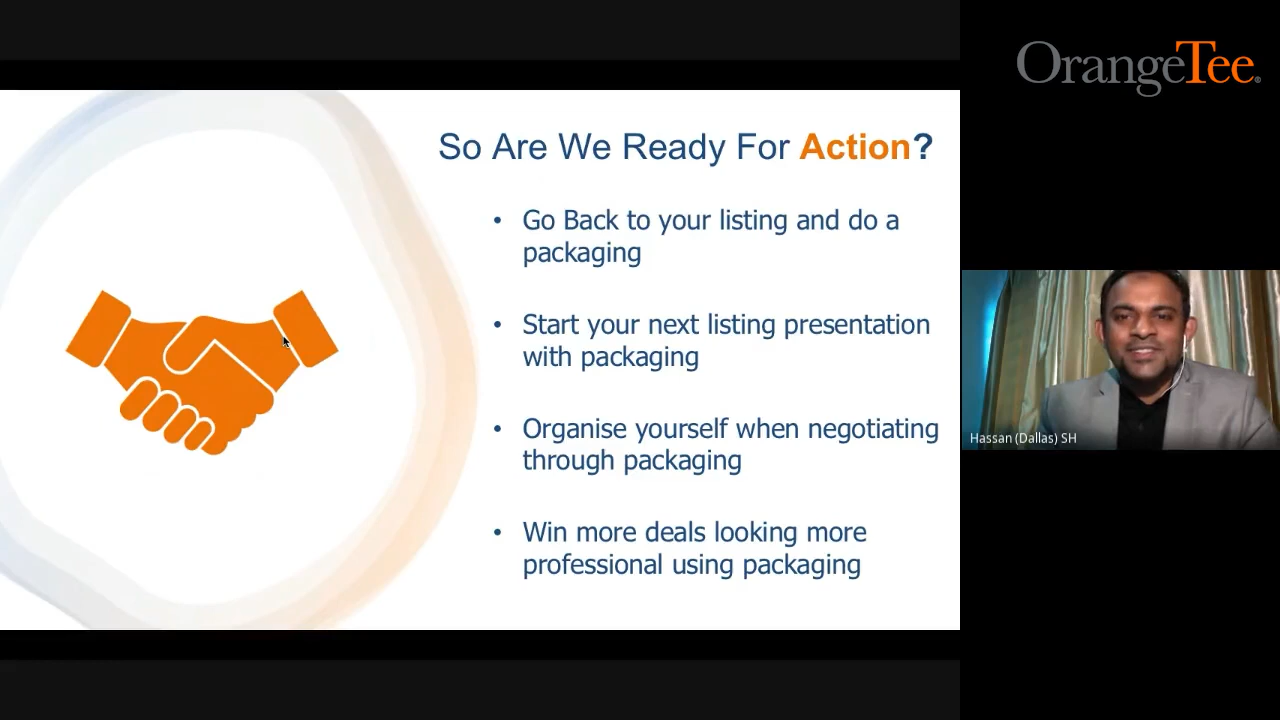 OrangeTee®
So Are We Ready For Action?
• Go Back to your listing and do a
packaging
• Start your next listing presentation
with packaging
• Organise yourself when negotiating
through packaging
• Win more deals looking more
professional using packaging
Hassan (Dallas) SH